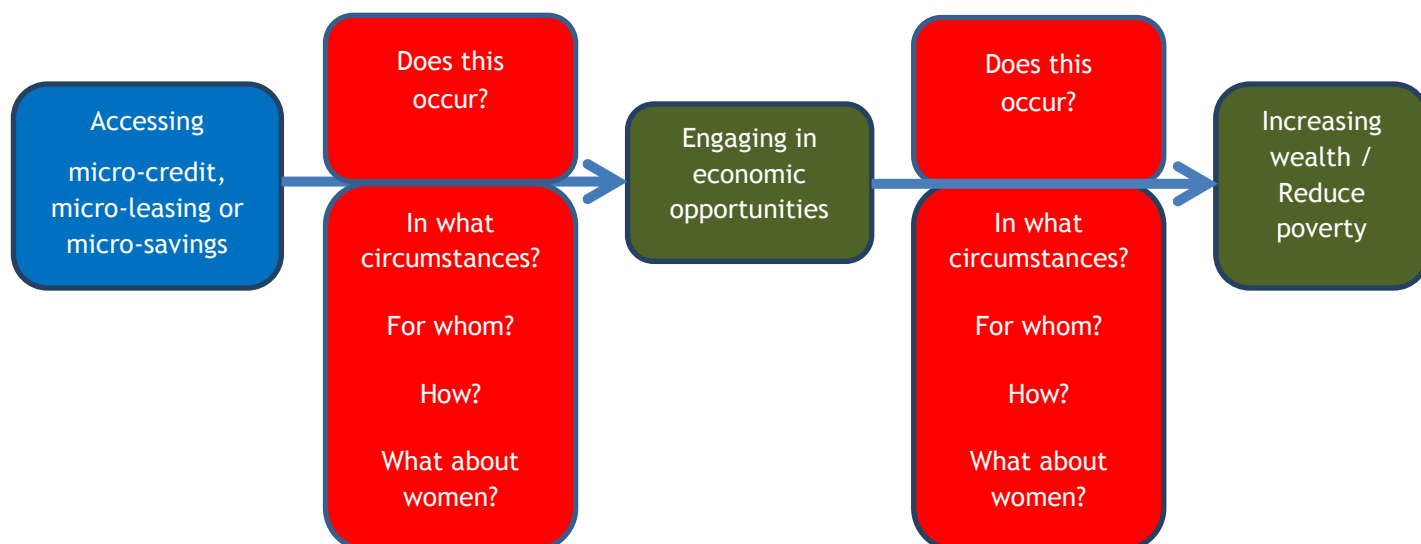 Accessing
micro-credit,
micro-leasing or
micro-savings
Does this
occur?
In what
circumstances?
For whom?
How?
What about
women?
Engaging in
economic
opportunities
Does this
occur?
In what
circumstances?
For whom?
How?
What about
women?
Increasing
wealth /
Reduce
poverty